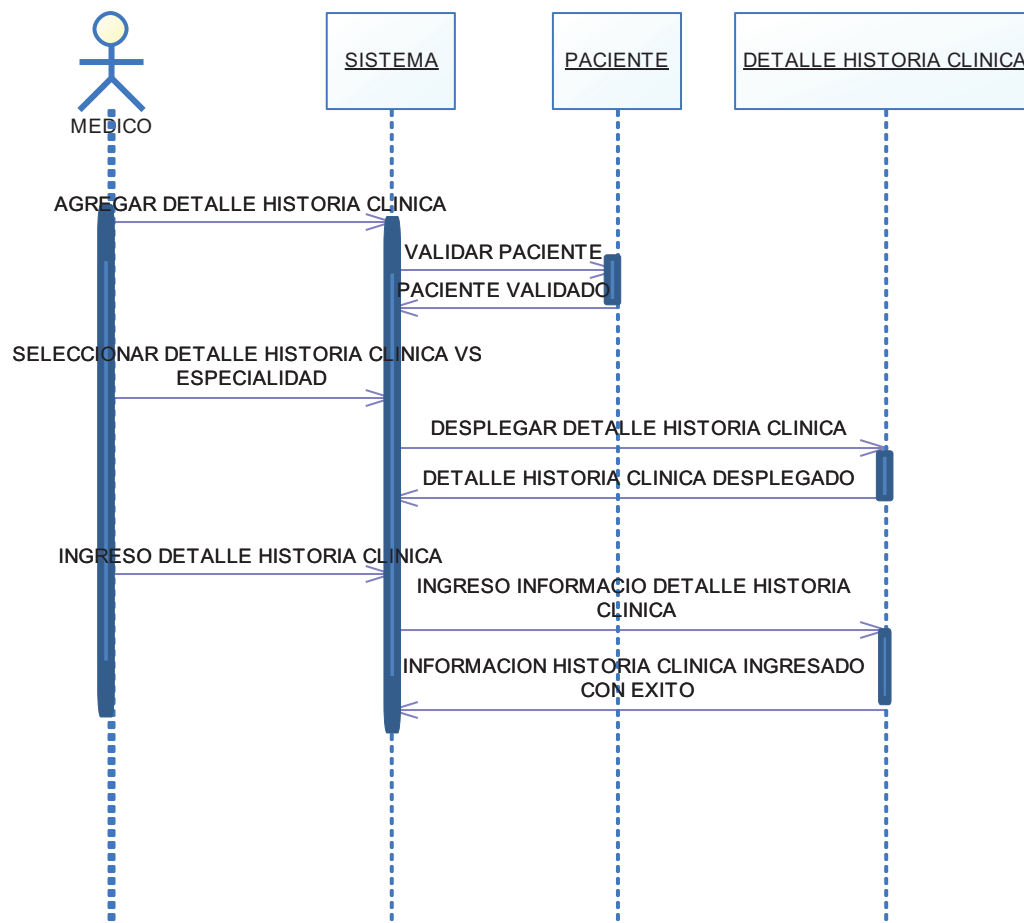 MEDICO
SISTEMA
PACIENTE
DETALLE HISTORIA CLINICA
AGREGAR DETALLE HISTORIA CLINICA
VALIDAR PACIENTE
PACIENTE VALIDADO
SELECCIONAR DETALLE HISTORIA CLINICA VS
ESPECIALIDAD
DESPLEGAR DETALLE HISTORIA CLINICA
DETALLE HISTORIA CLINICA DESPLEGADO
INGRESO DETALLE HISTORIA CLINICA
INGRESO INFORMACIO DETALLE HISTORIA
CLINICA
INFORMACION HISTORIA CLINICA INGRESADO
CON EXITO